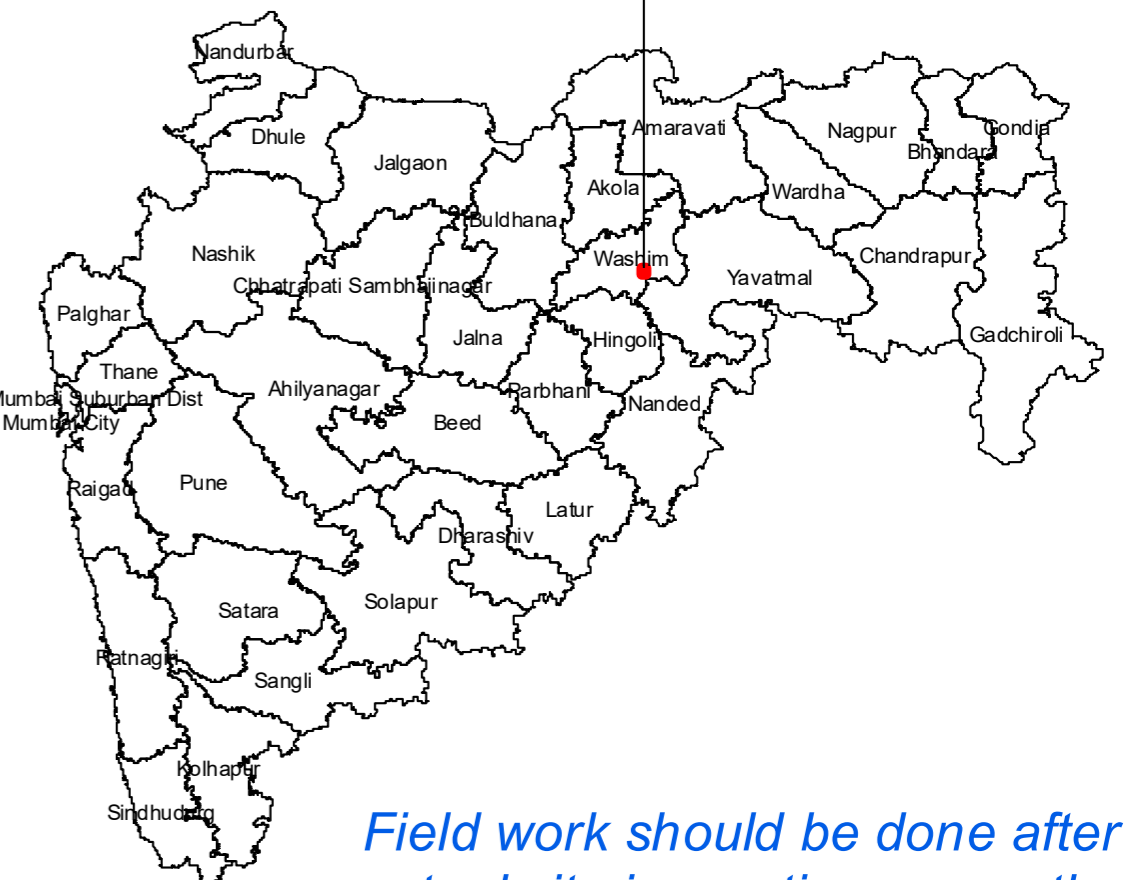 Nandurbar
Dhule
Jalgaon
Amaravati
Nagpur
Gondia
Bhandara
Akola
Wardha
Buldhana
Nashik
Washim
Chandrapur
Yavatmal
Chhatrapati Sambhajinagar
Palghar
Jalna
Hingoli
Gadchiroli
Thane
Ahilyanagar
Parbhani
Mumbai Suburban Dist
Nanded
Mumbai City
Beed
Raigad
Pune
Latur
Dharashiv
Satara
Solapur
Ratnagiri
Sangli
Kolhapur
Sindhudurg
Field work should be done after